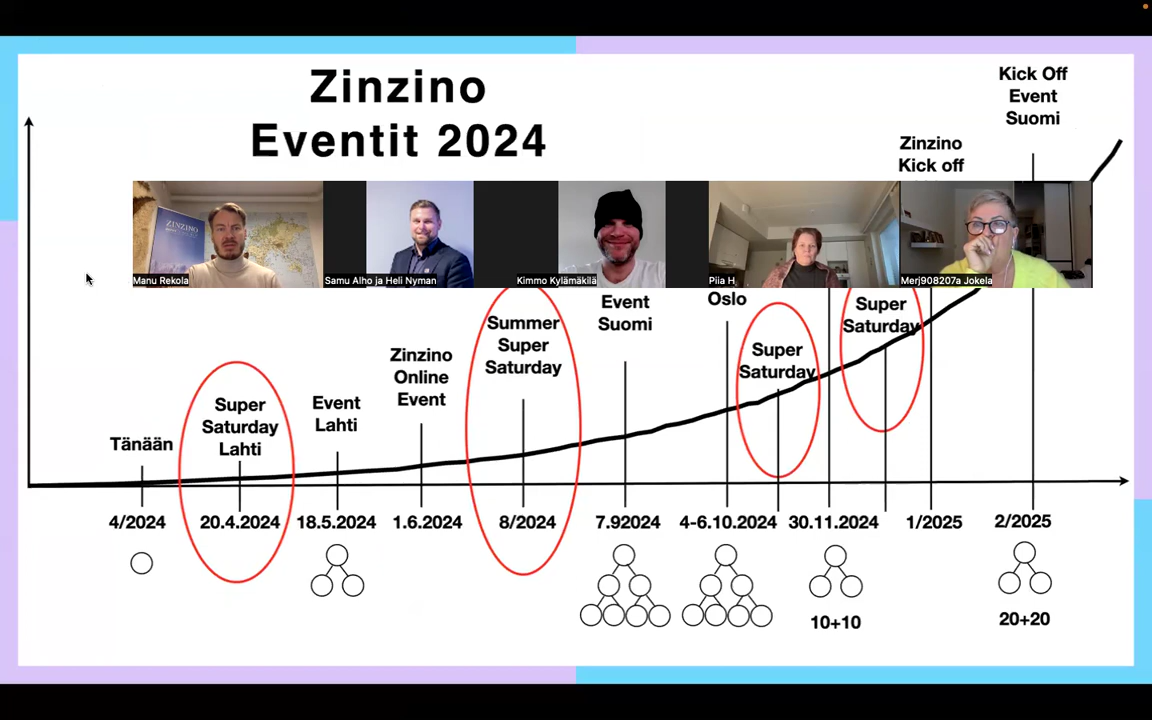 Zinzino
Eventit 2024
Kick Off
Event
Suomi
Zinzino
Kick off
ZINZINO
Manu Rekola
Samu Alho ja Heli Nyman
Kimmo Kylämäkilä
Piia H
Merj908207a Jokela
Tänään
Super
Saturday
Lahti
Event
Lahti
Zinzino
Online
Event
Summer
Super
Saturday
Event
Suomi
Oslo
Super
Saturday
Super
Saturday
4/2024
20.4.2024
18.5.2024
1.6.2024
8/2024
7.92024
4-6.10.2024
30.11.2024
1/2025
2/2025
10+10
20+20